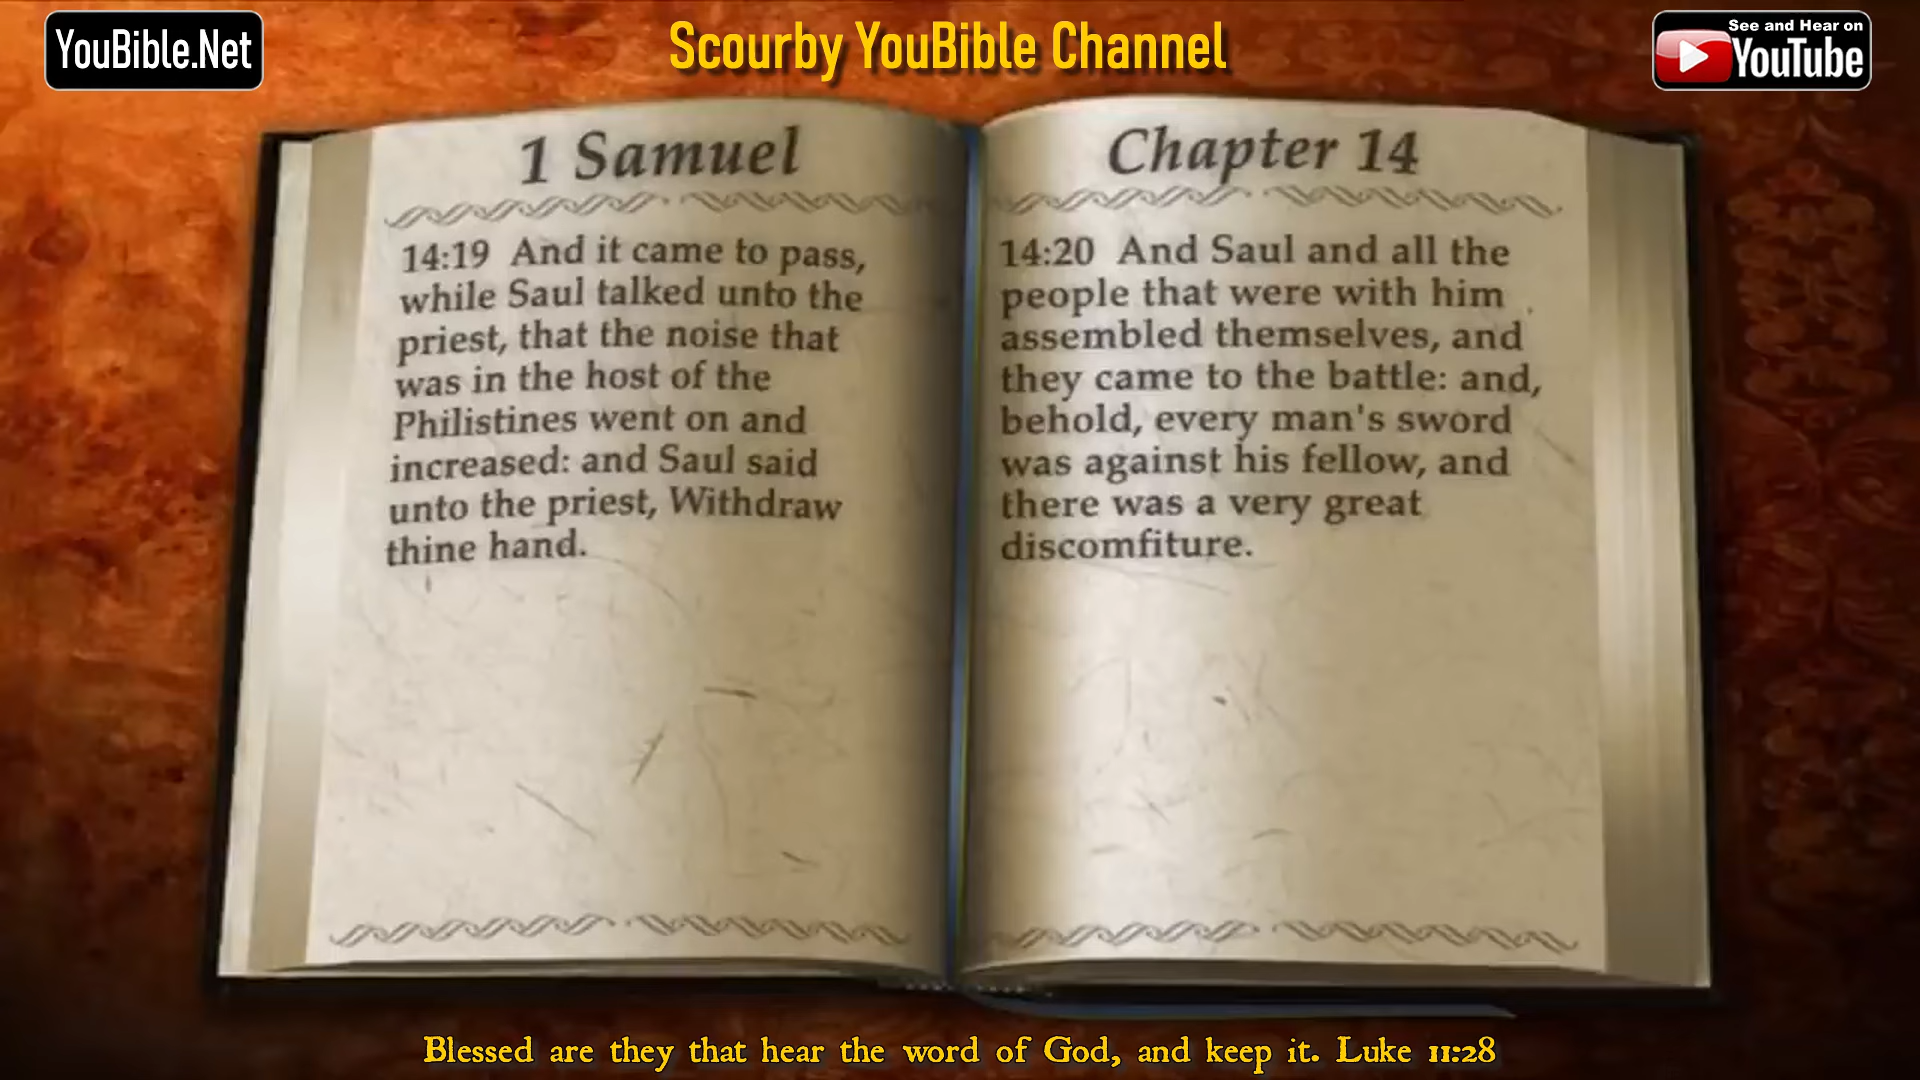 YouBible.Net
Scourby YouBible Channel
See and Hear on
YouTube
1 Samuel
14:19 And it came to pass,
while Saul talked unto the
priest, that the noise that
was in the host of the
Philistines went on and
increased: and Saul said
unto the priest, Withdraw
thine hand.
Chapter 14
14:20 And Saul and all the
people that were with him
assembled themselves, and
they came to the battle: and,
behold, every man's sword
was against his fellow, and
there was a very great
discomfiture.
Blessed are they that hear the word of God, and keep it. Luke 11:28